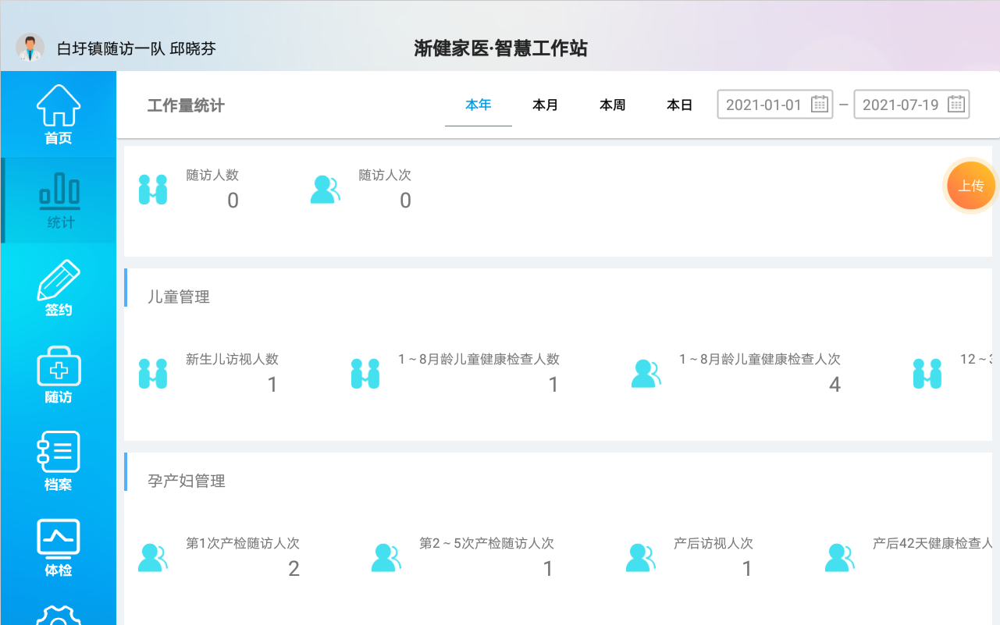 白圩镇随访一队 邱晓芬
渐健家医·智慧工作站
首页
统计
签约
随访
档案
体检
工作量统计
本年 本月 本周 本日 2021-01-01 – 2021-07-19
上传
随访人数 随访人次
0 0
儿童管理
新生儿访视人数 1~8月龄儿童健康检查人数 1~8月龄儿童健康检查人次 12~
1 1 4
孕产妇管理
第1次产检随访人次 第2~5次产检随访人次 产后访视人次 产后42天健康检查人
2 1 1